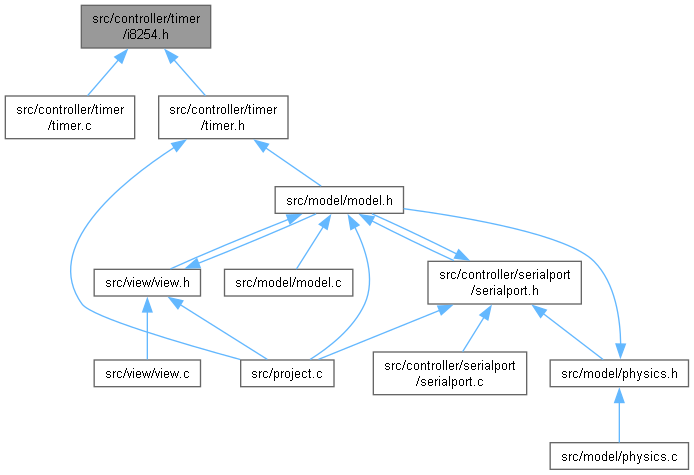 src/controller/timer
/i8254.h
src/controller/timer
/timer.c
src/controller/timer
/timer.h
src/model/model.h
src/view/view.h
src/model/model.c
src/controller/serialport
/serialport.h
src/view/view.c
src/project.c
src/controller/serialport
/serialport.c
src/model/physics.h
src/model/physics.c